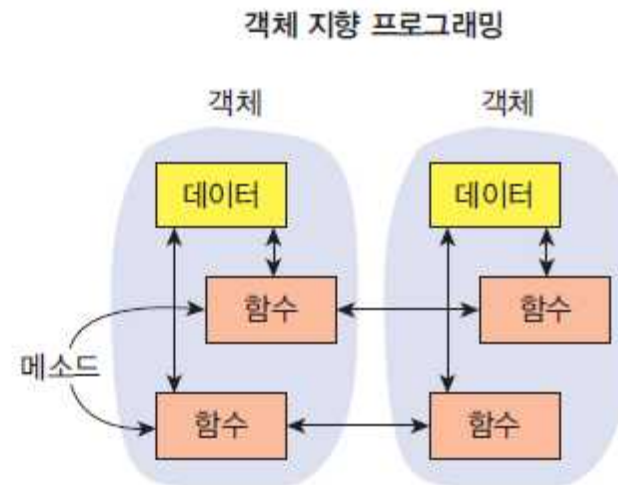 객체 지향 프로그래밍
객체 객체
데이터 데이터
함수 함수
메소드
함수 함수